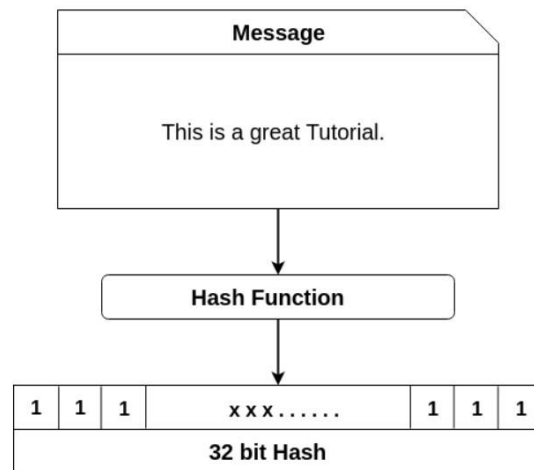 Message
This is a great Tutorial.
Hash Function
1 1 1 x x x . . . . . . 1 1 1
32 bit Hash